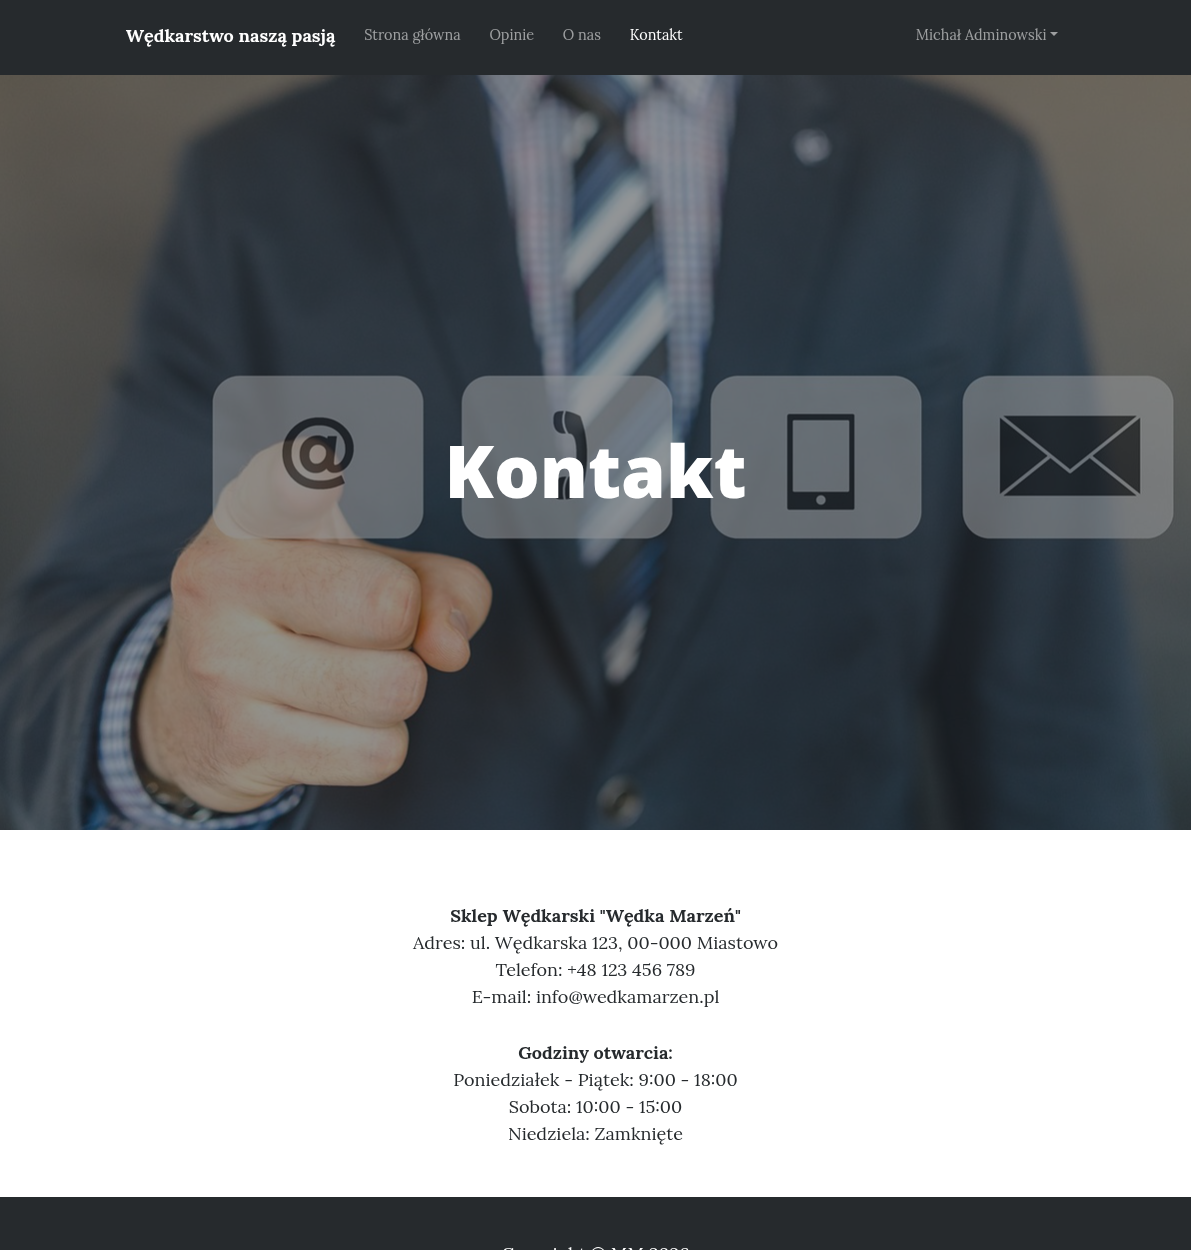 Wędkarstwo naszą pasją
Strona główna
Opinie
O nas
Kontakt
Michał Adminowski
@
Kontakt
Sklep Wędkarski "Wędka Marzeń"
Adres: ul. Wędkarska 123, 00-000 Miastowo
Telefon: +48 123 456 789
E-mail: info@wedkamarzen.pl
Godziny otwarcia:
Poniedziałek - Piątek: 9:00 - 18:00
Sobota: 10:00 - 15:00
Niedziela: Zamknięte